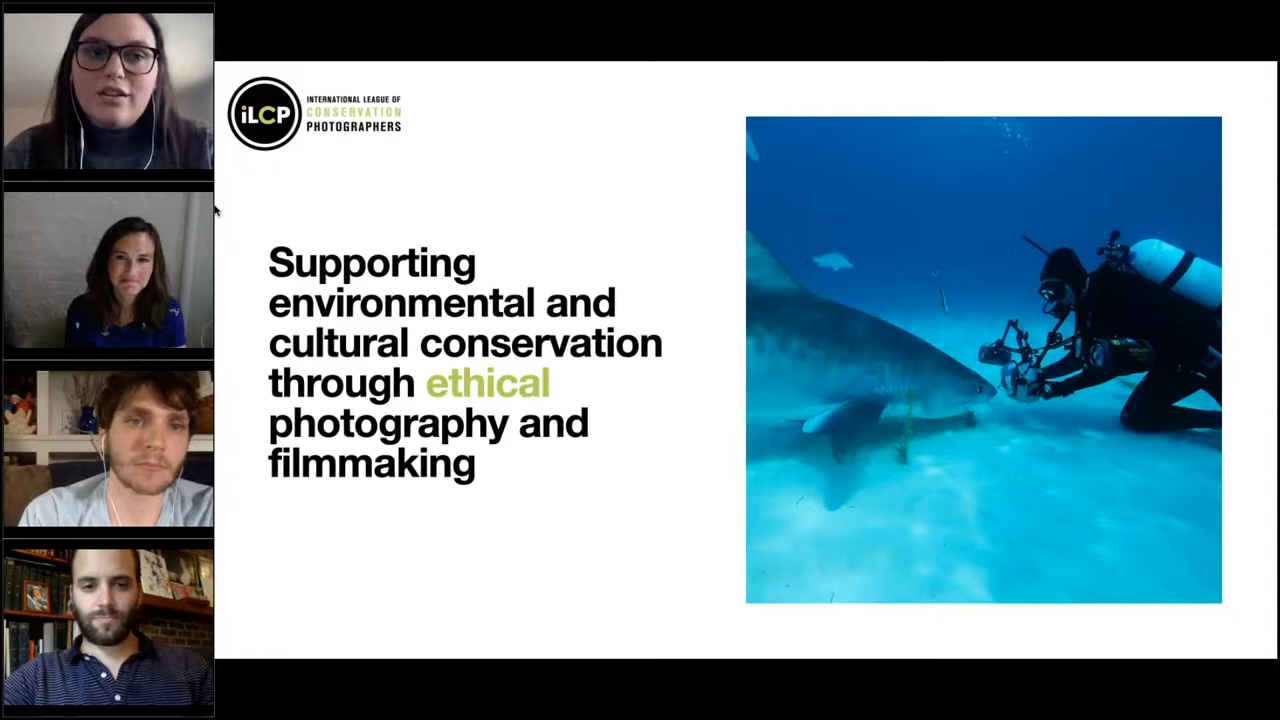 iLCP
INTERNATIONAL LEAGUE OF
CONSERVATION
PHOTOGRAPHERS
Supporting
environmental and
cultural conservation
through ethical
photography and
filmmaking